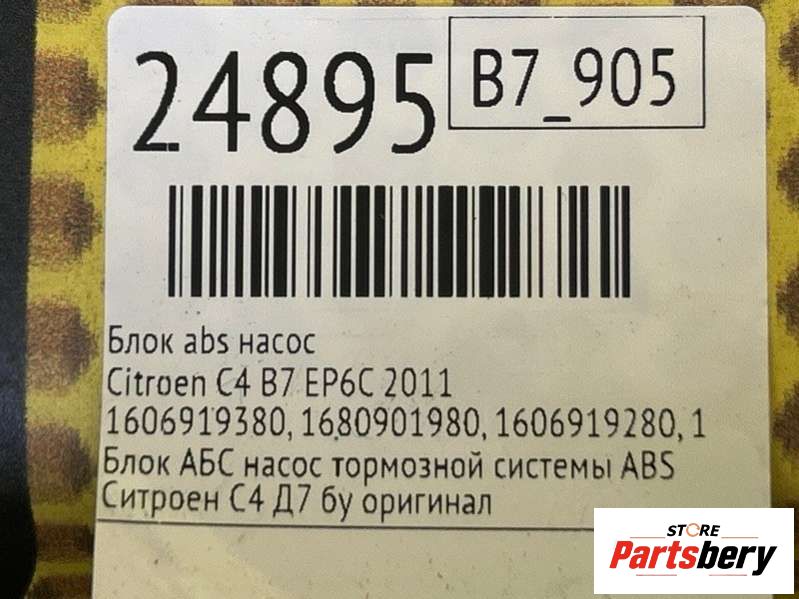 24895
B7_905
Блок abs насос
Citroen C4 B7 EP6C 2011
1606919380, 1680901980, 1606919280, 1
Блок АБС насос тормозной системы ABS
Ситроен С4 Д7 бу оригинал
STORE
Partsbery